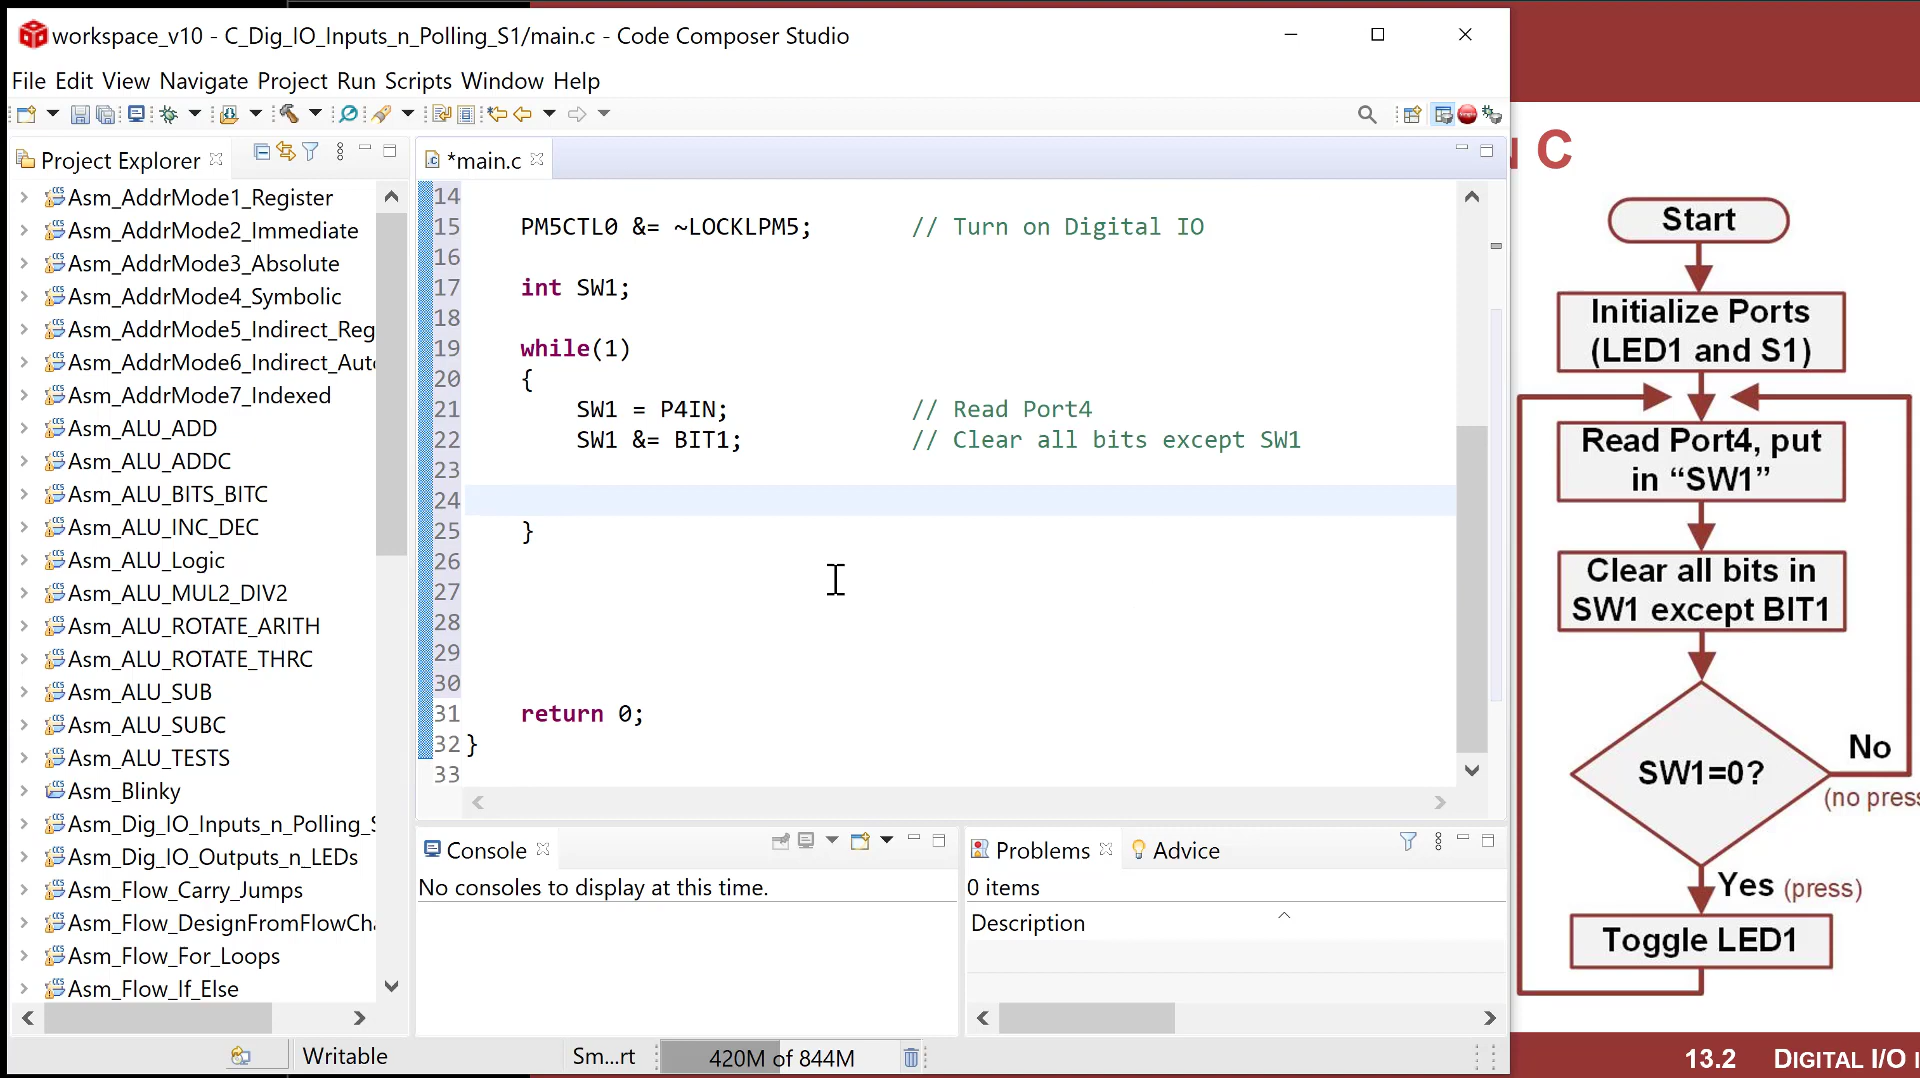 workspace_v10 - C_Dig_IO_Inputs_n_Polling_S1/main.c - Code Composer Studio
File Edit View Navigate Project Run Scripts Window Help
Project Explorer
Asm_AddrMode1_Register
Asm_AddrMode2_Immediate
Asm_AddrMode3_Absolute
Asm_AddrMode4_Symbolic
Asm_AddrMode5_Indirect_Reg
Asm_AddrMode6_Indirect_Aut
Asm_AddrMode7_Indexed
Asm_ALU_ADD
Asm_ALU_ADDC
Asm_ALU_BITS_BITC
Asm_ALU_INC_DEC
Asm_ALU_Logic
Asm_ALU_MUL2_DIV2
Asm_ALU_ROTATE_ARITH
Asm_ALU_ROTATE_THRC
Asm_ALU_SUB
Asm_ALU_SUBC
Asm_ALU_TESTS
Asm_Blinky
Asm_Dig_IO_Inputs_n_Polling_S
Asm_Dig_IO_Outputs_n_LEDs
Asm_Flow_Carry_Jumps
Asm_Flow_DesignFromFlowCha
Asm_Flow_For_Loops
Asm_Flow_If_Else
*main.c
14
15 PM5CTL0 &= ~LOCKLPM5; // Turn on Digital IO
16
17 int SW1;
18
19 while(1)
20 {
21 SW1 = P4IN; // Read Port4
22 SW1 &= BIT1; // Clear all bits except SW1
23
24
25 }
26
27
28
29
30
31 return 0;
32 }
33
Console
No consoles to display at this time.
Problems Advice
0 items
Description
Writable Sm...rt 420M of 844M
C
Start
Initialize Ports
(LED1 and S1)
Read Port4, put
in “SW1”
Clear all bits in
SW1 except BIT1
SW1=0?
No
(no press
Yes (press)
Toggle LED1
13.2 DIGITAL I/O